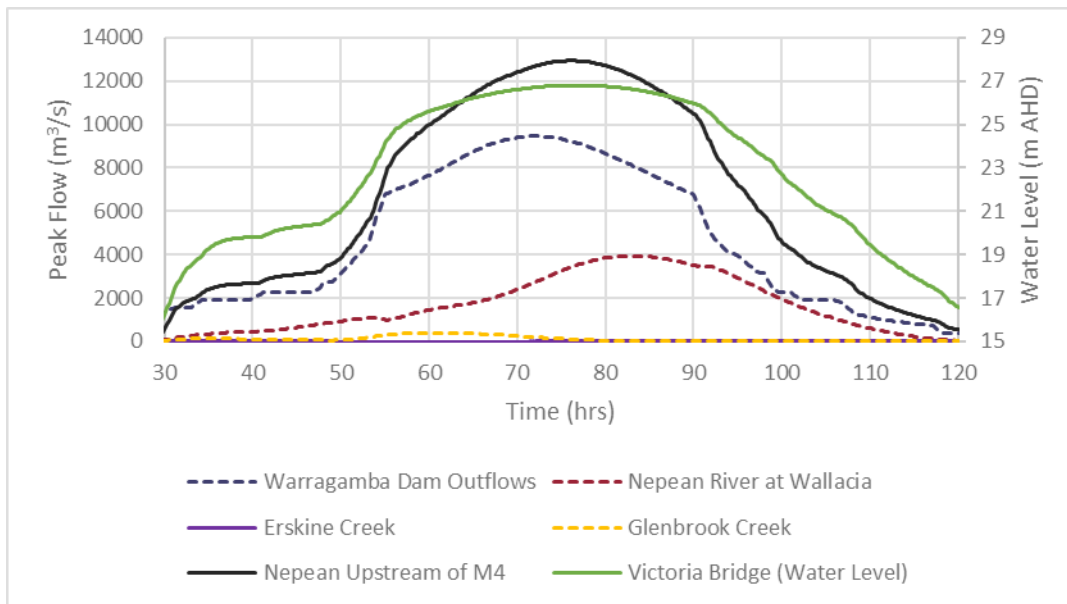 14000
12000
10000
8000
6000
4000
2000
0
Peak Flow (m³/s)
29
27
25
23
21
19
17
15
Water Level (m AHD)
30 40 50 60 70 80 90 100 110 120
Time (hrs)
Warragamba Dam Outflows Nepean River at Wallacia
Erskine Creek Glenbrook Creek
Nepean Upstream of M4 Victoria Bridge (Water Level)